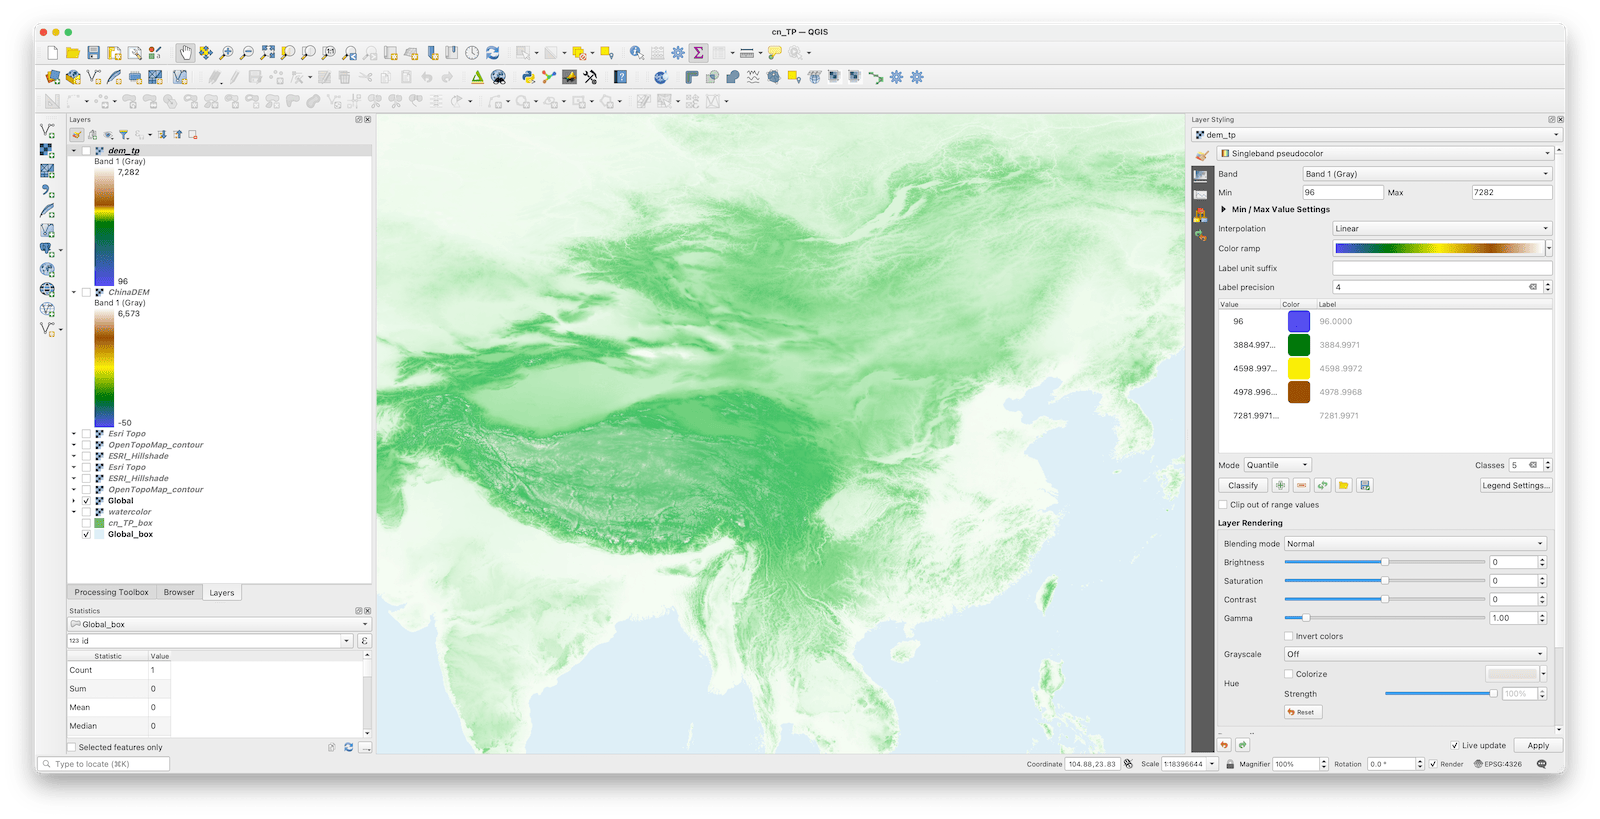 cn_TP — QGIS
Layers
dem_tp
Band 1 (Gray)
7,282
96
ChinaDEM
Band 1 (Gray)
6,573
-50
Esri Topo
OpenTopoMap_contour
ESRI_Hillshade
Esri Topo
ESRI_Hillshade
OpenTopoMap_contour
Global
watercolor
cn_TP_box
Global_box
Processing Toolbox Browser Layers
Statistics
Global_box
123 id
ε
Statistic Value
Count 1
Sum 0
Mean 0
Median 0
Selected features only
Type to locate (⌘K)
Layer Styling
dem_tp
Singleband pseudocolor
Band Band 1 (Gray)
Min 96 Max 7282
Min / Max Value Settings
Interpolation Linear
Color ramp
Label unit suffix
Label precision 4
Value Color Label
96 96.0000
3884.997... 3884.9971
4598.997... 4598.9972
4978.996... 4978.9968
7281.9971... 7281.9971
Mode Quantile Classes 5
Classify Legend Settings...
Clip out of range values
Layer Rendering
Blending mode Normal
Brightness 0
Saturation 0
Contrast 0
Gamma 1.00
Invert colors
Grayscale Off
Hue Colorize
Strength 100%
Reset
Live update Apply
Coordinate 104.88,23.83 Scale 1:18396644 Magnifier 100% Rotation 0.0 ° Render EPSG:4326